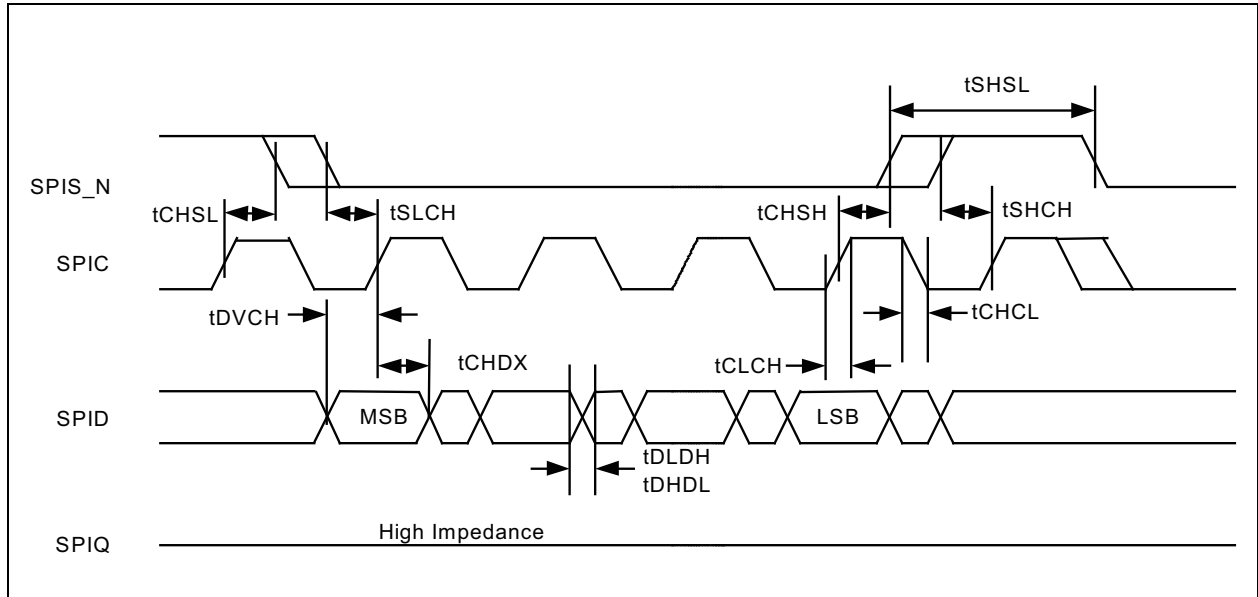 tSHSL
SPIS_N
tCHSL
tSLCH
tCHSH
tSHCH
SPIC
tDVCH
tCHCL
tCHDX
tCLCH
SPID
MSB
LSB
tDLDH
tDHDL
High Impedance
SPIQ